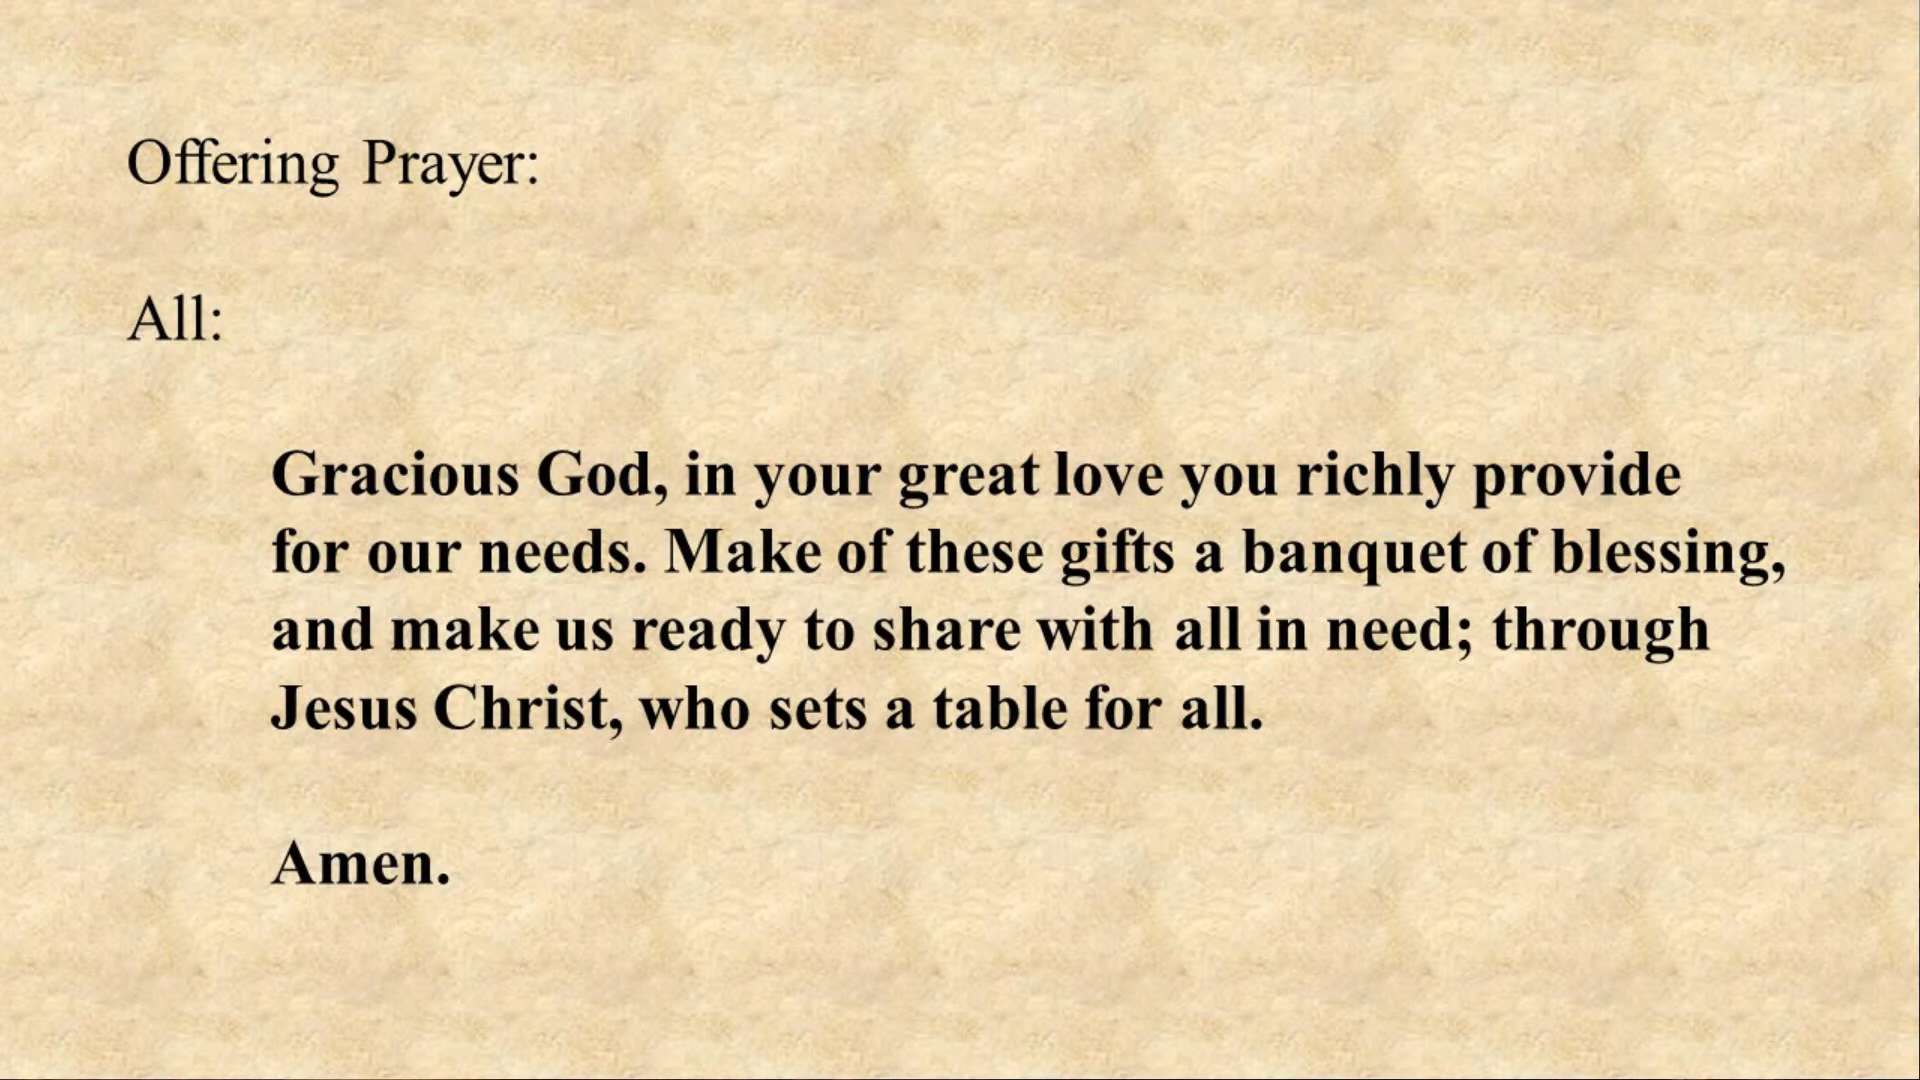 Offering Prayer:
All:
Gracious God, in your great love you richly provide
for our needs. Make of these gifts a banquet of blessing,
and make us ready to share with all in need; through
Jesus Christ, who sets a table for all.
Amen.